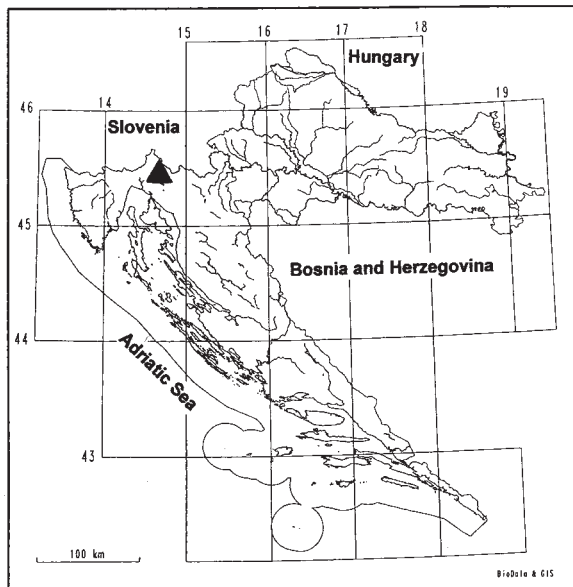 15 16 17 18
Hungary
19
46
14
Slovenia
45
Bosnia and Herzegovina
44
Adriatic Sea
43
100 km
BioData & GIS